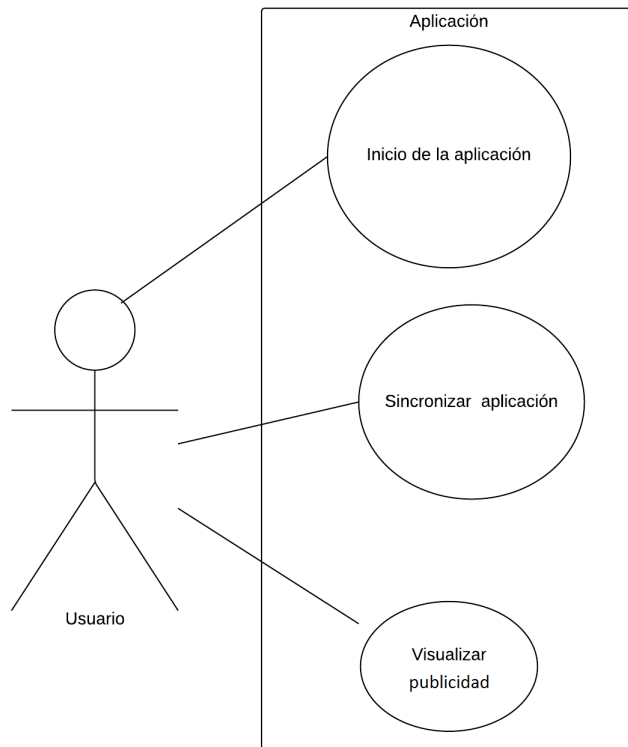 Aplicación
Inicio de la aplicación
Sincronizar aplicación
Usuario
Visualizar
publicidad